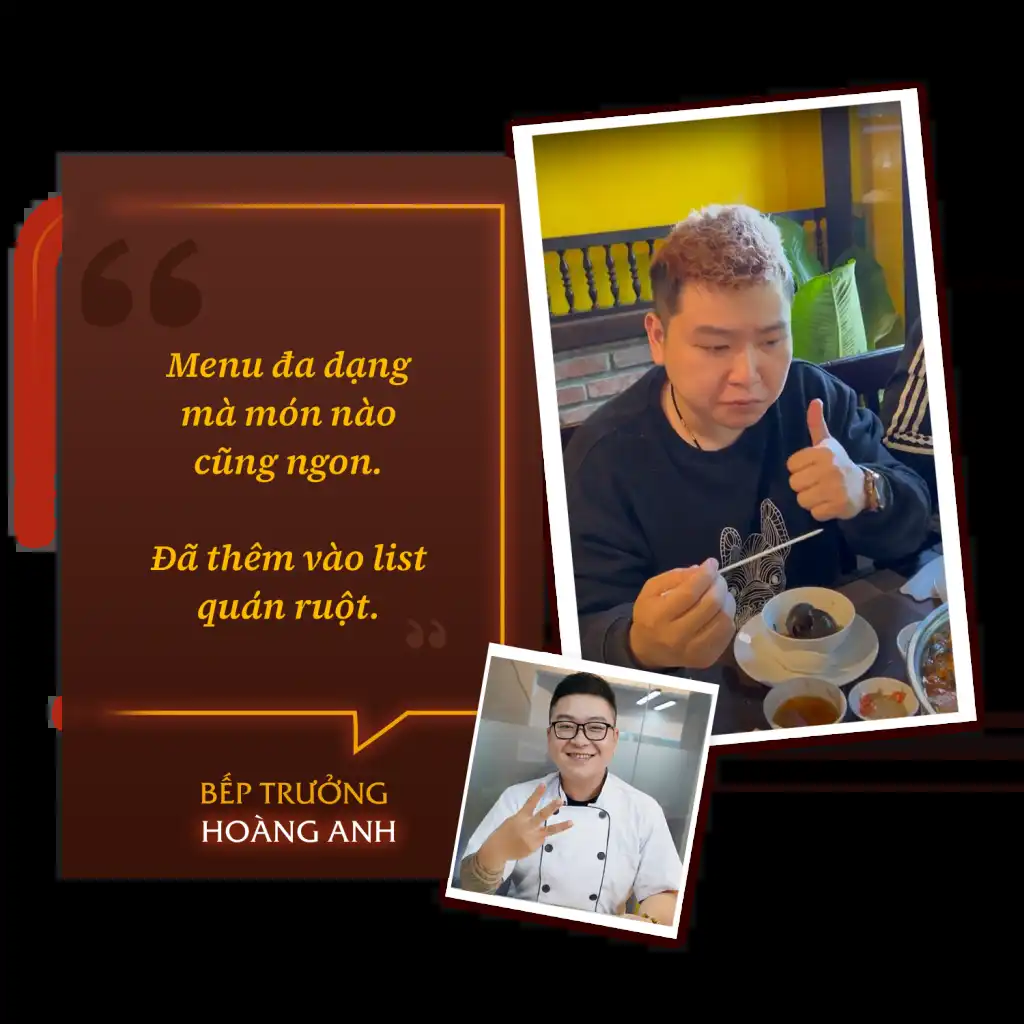 Menu đa dạng
mà món nào
cũng ngon.
Đã thêm vào list
quán ruột.
BẾP TRƯỞNG
HOÀNG ANH